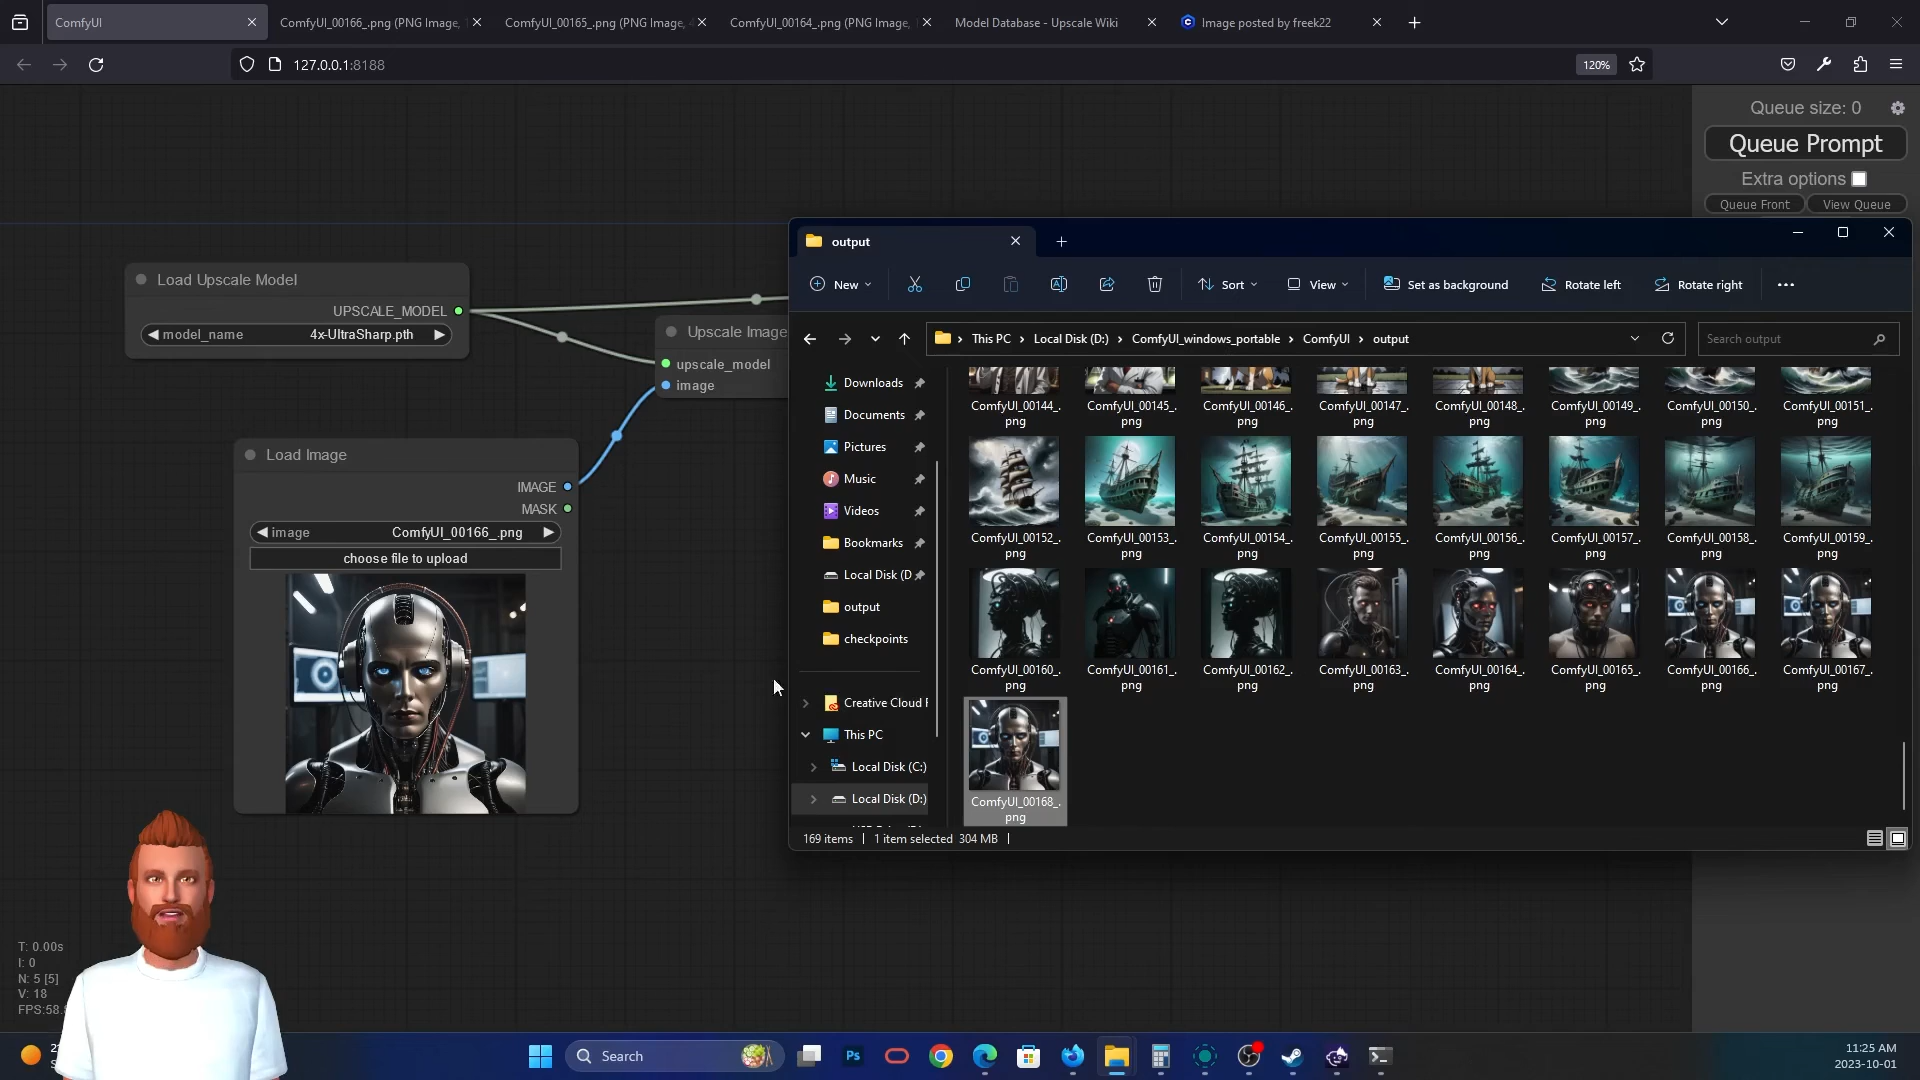 ComfyUI
ComfyUI_00166_.png (PNG Image,
ComfyUI_00165_.png (PNG Image,
ComfyUI_00164_.png (PNG Image,
Model Database - Upscale Wiki
Image posted by freek22
127.0.0.1:8188
120%
Queue size: 0
Queue Prompt
Extra options
Queue Front
View Queue
Load Upscale Model
UPSCALE_MODEL
model_name
4x-UltraSharp.pth
Upscale Image
upscale_model
image
Load Image
IMAGE
MASK
image
ComfyUI_00166_.png
choose file to upload
output
New
Sort
View
Set as background
Rotate left
Rotate right
This PC
Local Disk (D:)
ComfyUI_windows_portable
ComfyUI
output
Search output
Downloads
Documents
Pictures
Music
Videos
Bookmarks
Local Disk (D
output
checkpoints
Creative Cloud F
This PC
Local Disk (C:)
Local Disk (D:)
ComfyUI_00144_.png
ComfyUI_00145_.png
ComfyUI_00146_.png
ComfyUI_00147_.png
ComfyUI_00148_.png
ComfyUI_00149_.png
ComfyUI_00150_.png
ComfyUI_00151_.png
ComfyUI_00152_.png
ComfyUI_00153_.png
ComfyUI_00154_.png
ComfyUI_00155_.png
ComfyUI_00156_.png
ComfyUI_00157_.png
ComfyUI_00158_.png
ComfyUI_00159_.png
ComfyUI_00160_.png
ComfyUI_00161_.png
ComfyUI_00162_.png
ComfyUI_00163_.png
ComfyUI_00164_.png
ComfyUI_00165_.png
ComfyUI_00166_.png
ComfyUI_00167_.png
ComfyUI_00168_.png
169 items
1 item selected 304 MB
T: 0.00s
I: 0
N: 5 [5]
V: 18
FPS:58.
Search
Ps
11:25 AM
2023-10-01